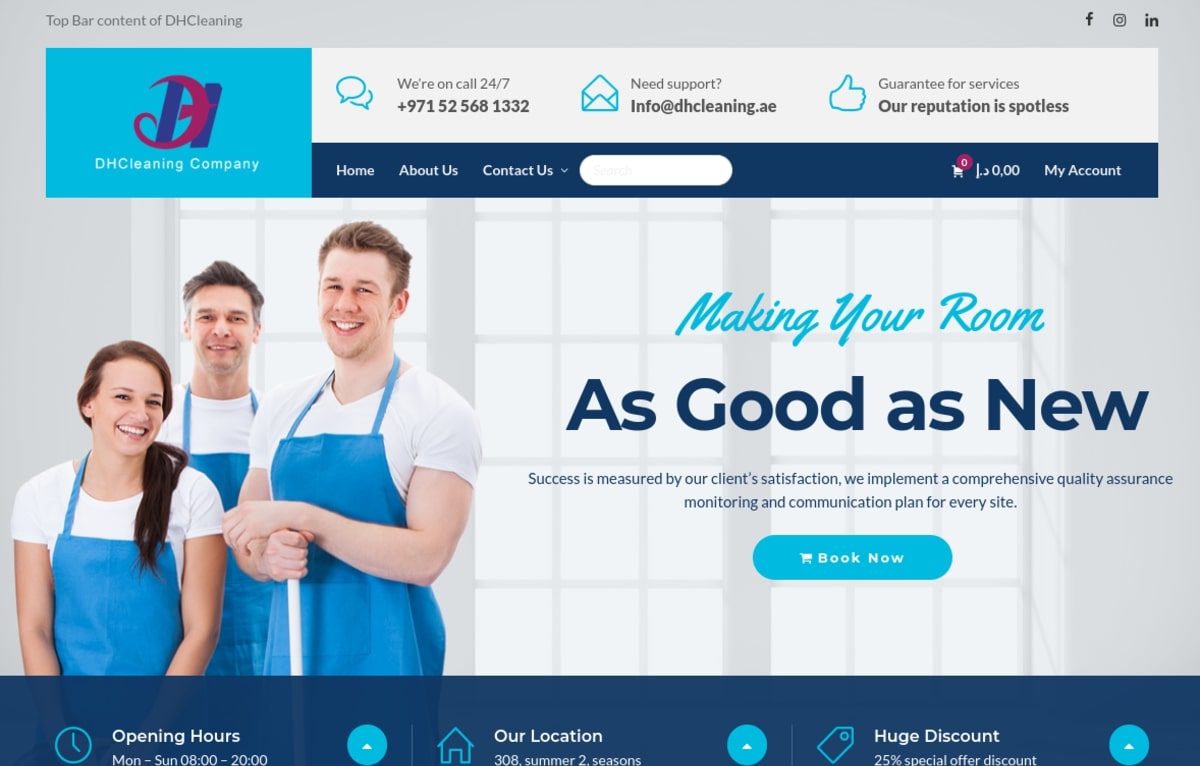 Top Bar content of DHCleaning
DH
DHCleaning Company
We're on call 24/7
+971 52 568 1332
Need support?
Info@dhcleaning.ae
Guarantee for services
Our reputation is spotless
Home
About Us
Contact Us
Search
0
د.إ 0,00
My Account
Making Your Room
As Good as New
Success is measured by our client’s satisfaction, we implement a comprehensive quality assurance
monitoring and communication plan for every site.
Book Now
Opening Hours
Mon – Sun 08:00 – 20:00
Our Location
308, summer 2, seasons
Huge Discount
25% special offer discount